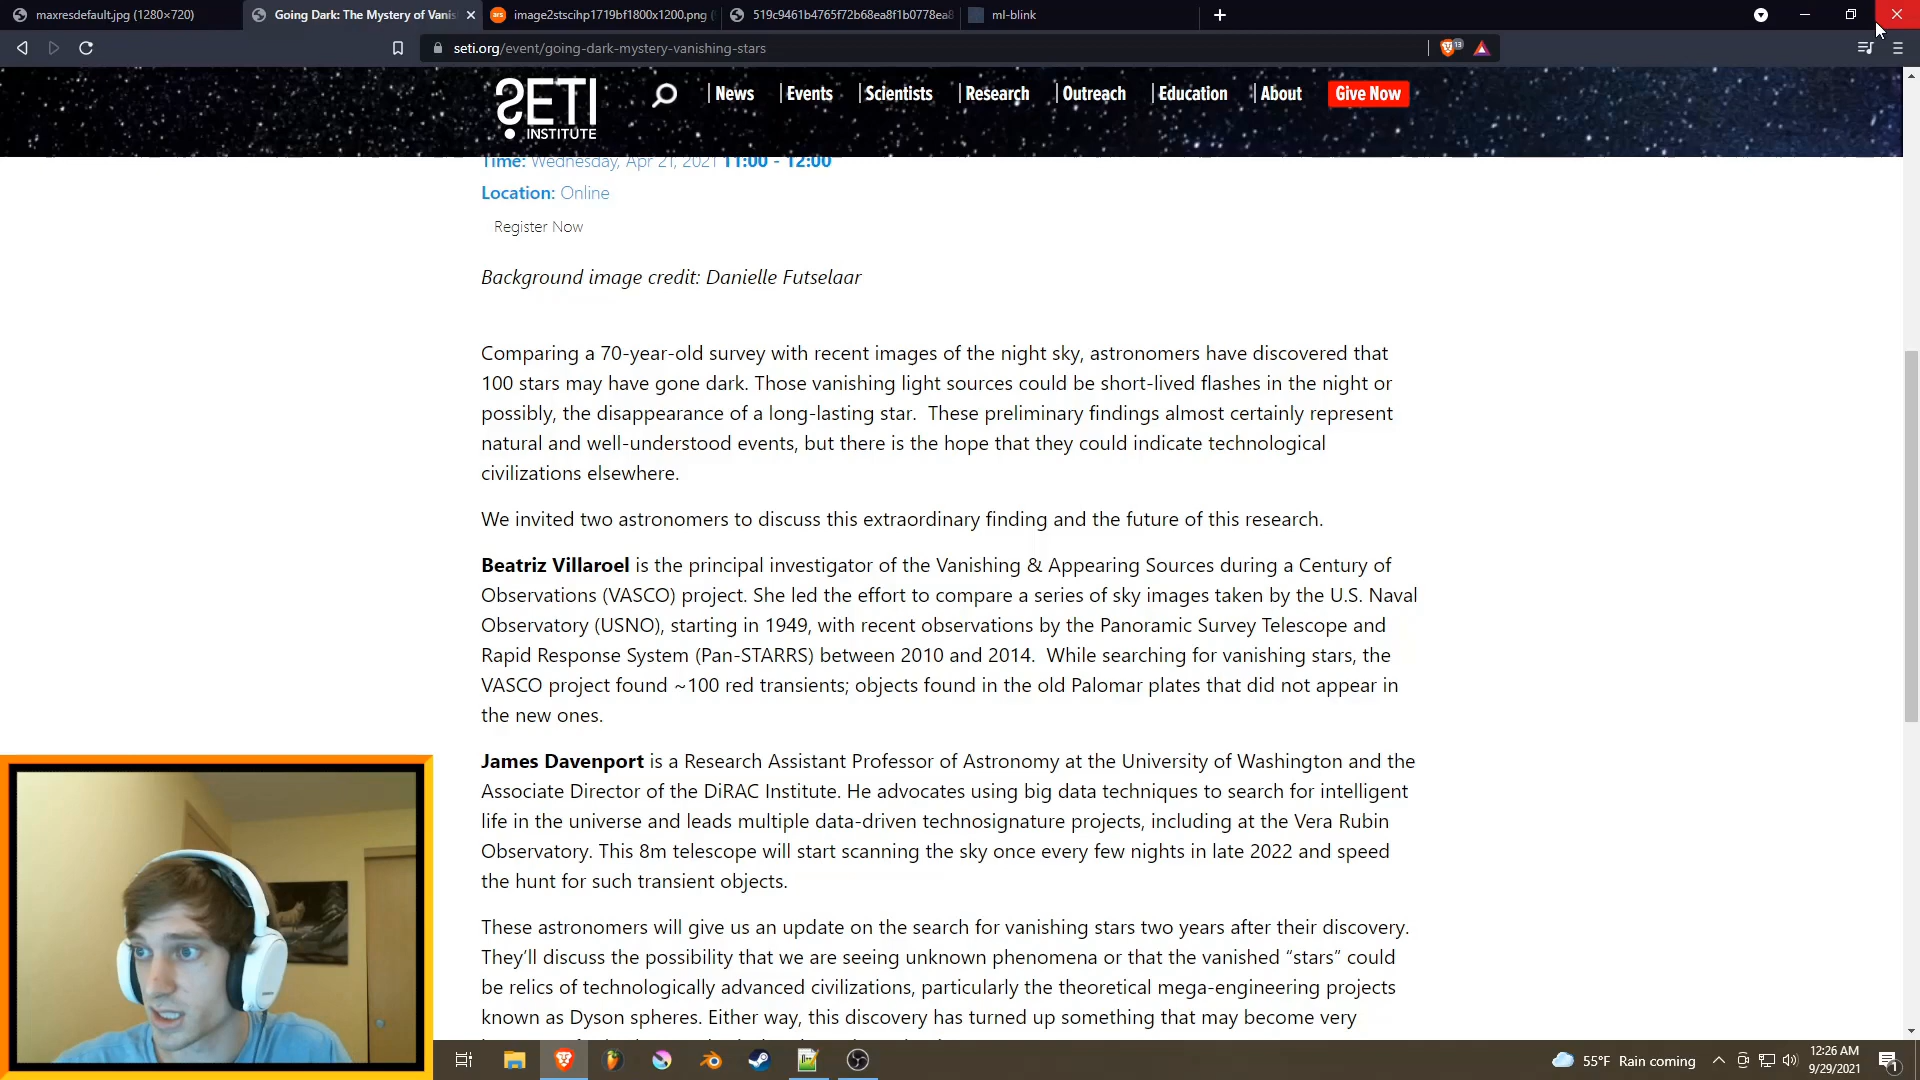 maxresdefault.jpg (1280×720)
Going Dark: The Mystery of Vanis
image2stscihp1719bf1800x1200.png (
519c9461b4765f72b68ea8f1b0778ea8
ml-blink
seti.org/event/going-dark-mystery-vanishing-stars
13
SETI
INSTITUTE
News
Events
Scientists
Research
Outreach
Education
About
Give Now
Time: Wednesday, Apr 21, 2021 11:00 - 12:00
Location: Online
Register Now
Background image credit: Danielle Futselaar
Comparing a 70-year-old survey with recent images of the night sky, astronomers have discovered that
100 stars may have gone dark. Those vanishing light sources could be short-lived flashes in the night or
possibly, the disappearance of a long-lasting star. These preliminary findings almost certainly represent
natural and well-understood events, but there is the hope that they could indicate technological
civilizations elsewhere.
We invited two astronomers to discuss this extraordinary finding and the future of this research.
Beatriz Villaroel is the principal investigator of the Vanishing & Appearing Sources during a Century of
Observations (VASCO) project. She led the effort to compare a series of sky images taken by the U.S. Naval
Observatory (USNO), starting in 1949, with recent observations by the Panoramic Survey Telescope and
Rapid Response System (Pan-STARRS) between 2010 and 2014. While searching for vanishing stars, the
VASCO project found ~100 red transients; objects found in the old Palomar plates that did not appear in
the new ones.
James Davenport is a Research Assistant Professor of Astronomy at the University of Washington and the
Associate Director of the DiRAC Institute. He advocates using big data techniques to search for intelligent
life in the universe and leads multiple data-driven technosignature projects, including at the Vera Rubin
Observatory. This 8m telescope will start scanning the sky once every few nights in late 2022 and speed
the hunt for such transient objects.
These astronomers will give us an update on the search for vanishing stars two years after their discovery.
They'll discuss the possibility that we are seeing unknown phenomena or that the vanished “stars” could
be relics of technologically advanced civilizations, particularly the theoretical mega-engineering projects
known as Dyson spheres. Either way, this discovery has turned up something that may become very
55°F Rain coming
12:26 AM
9/29/2021
1